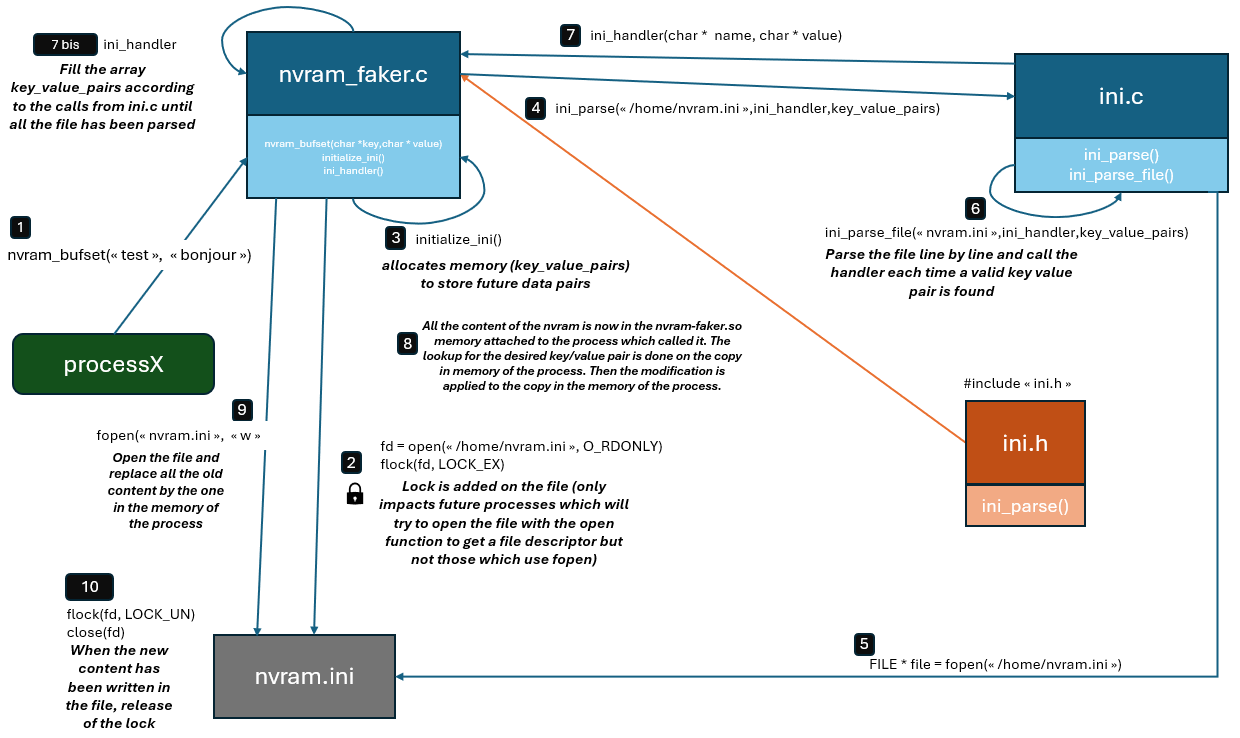 7 bis
ini_handler
Fill the array
key_value_pairs according
to the calls from ini.c until
all the file has been parsed
nvram_faker.c
nvram_bufset(char *key,char * value)
initialize_ini()
ini_handler()
7
ini_handler(char *  name, char * value)
4
ini_parse(« /home/nvram.ini »,ini_handler,key_value_pairs)
ini.c
ini_parse()
ini_parse_file()
1
nvram_bufset(« test »,  « bonjour »)
3
initialize_ini()
allocates memory (key_value_pairs)
to store future data pairs
6
ini_parse_file(« nvram.ini »,ini_handler,key_value_pairs)
Parse the file line by line and call the
handler each time a valid key value
pair is found
processX
8
All the content of the nvram is now in the nvram-faker.so
memory attached to the process which called it. The
lookup for the desired key/value pair is done on the copy
in memory of the process. Then the modification is
applied to the copy in the memory of the process.
#include « ini.h »
ini.h
ini_parse()
9
fopen(« nvram.ini »,  « w »
Open the file and
replace all the old
content by the one
in the memory of
the process
2
fd = open(« /home/nvram.ini », O_RDONLY)
flock(fd, LOCK_EX)
Lock is added on the file (only
impacts future processes which will
try to open the file with the open
function to get a file descriptor but
not those which use fopen)
10
flock(fd, LOCK_UN)
close(fd)
When the new
content has
been written in
the file, release
of the lock
nvram.ini
5
FILE * file = fopen(« /home/nvram.ini »)